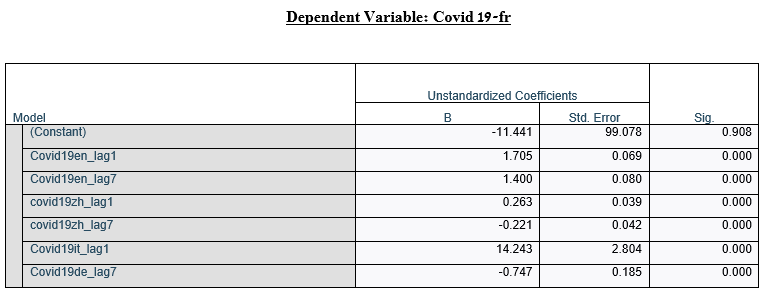 Dependent Variable: Covid 19-fr
Unstandardized Coefficients
Model B Std. Error Sig.
(Constant) -11.441 99.078 0.908
Covid19en_lag1 1.705 0.069 0.000
Covid19en_lag7 1.400 0.080 0.000
covid19zh_lag1 0.263 0.039 0.000
covid19zh_lag7 -0.221 0.042 0.000
Covid19it_lag1 14.243 2.804 0.000
Covid19de_lag7 -0.747 0.185 0.000